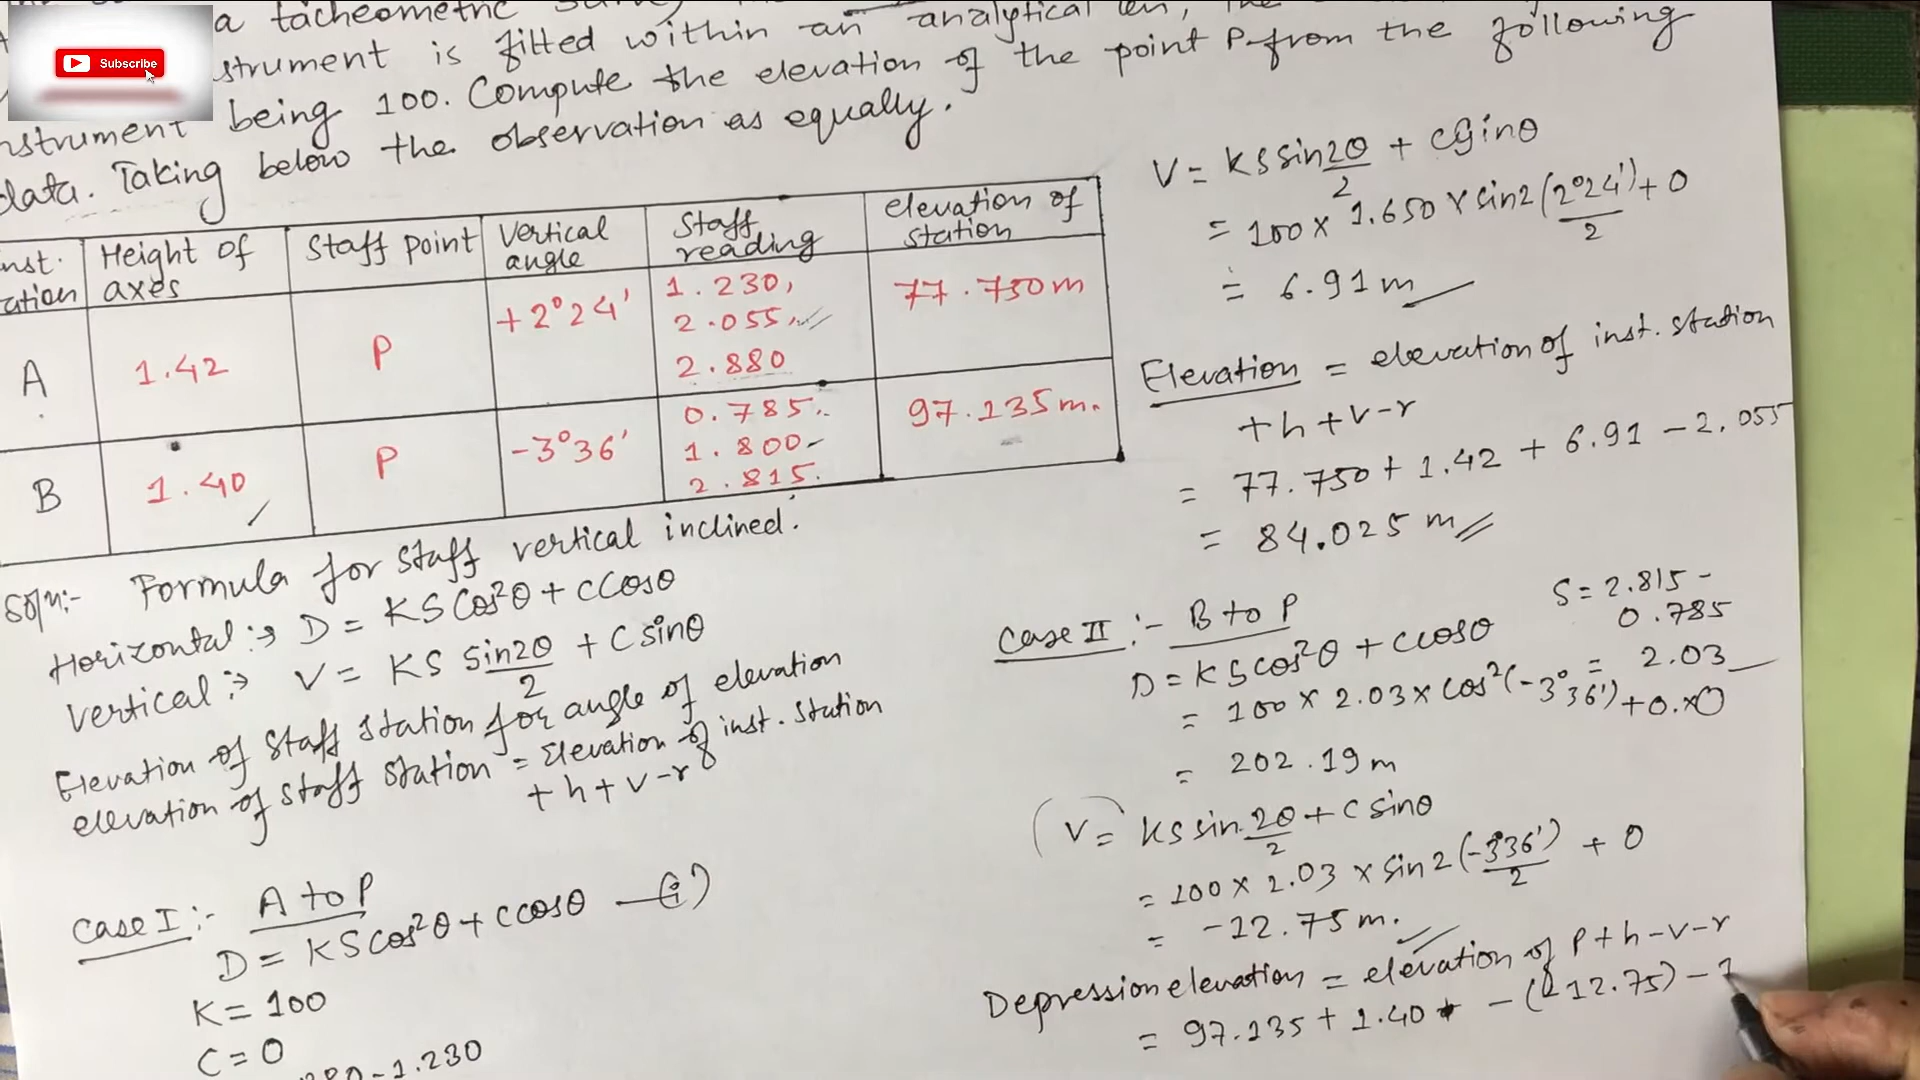 a tacheometric
strument is fitted within an analytical len, the
nstrument being 100. Compute the elevation of the point P from the following
data. Taking below the observation as equally.
Subscribe
nst. ation | Height of axes | Staff point | Vertical angle | Staff reading | elevation of station
A | 1.42 | P | +2°24' | 1.230, 2.055, 2.880 | 77.750m
B | 1.40 | P | -3°36' | 0.785 1.800 2.815 | 97.135m.
Soln:- Formula for staff vertical inclined.
Horizontal :→ D = KS Cos²θ + C Cosθ
Vertical :→ V = KS sin2θ/2 + C sinθ
Elevation of staff station for angle of elevation
elevation of staff station = Elevation of inst. station
+ h + v - r
Case I :- A to P
D = KS cos²θ + C cosθ —(i)
K = 100
C = 0
-1.230
V = KS sin2θ/2 + C sinθ
= 100 x 1.650 x sin2(2°24')/2 + 0
= 6.91 m
Elevation = elevation of inst. station
+ h + v - r
= 77.750 + 1.42 + 6.91 - 2.055
= 84.025 m
Case II :- B to P
S = 2.815 -
0.785
= 2.03
D = KS cos²θ + C cosθ
= 100 x 2.03 x cos²(-3°36') + 0.x0
= 202.19 m
V = KS sin2θ/2 + C sinθ
= 100 x 2.03 x sin2(-3°36')/2 + 0
= -12.75 m.
Depression elevation = elevation of P + h - v - r
= 97.135 + 1.40 - (-12.75) - 1